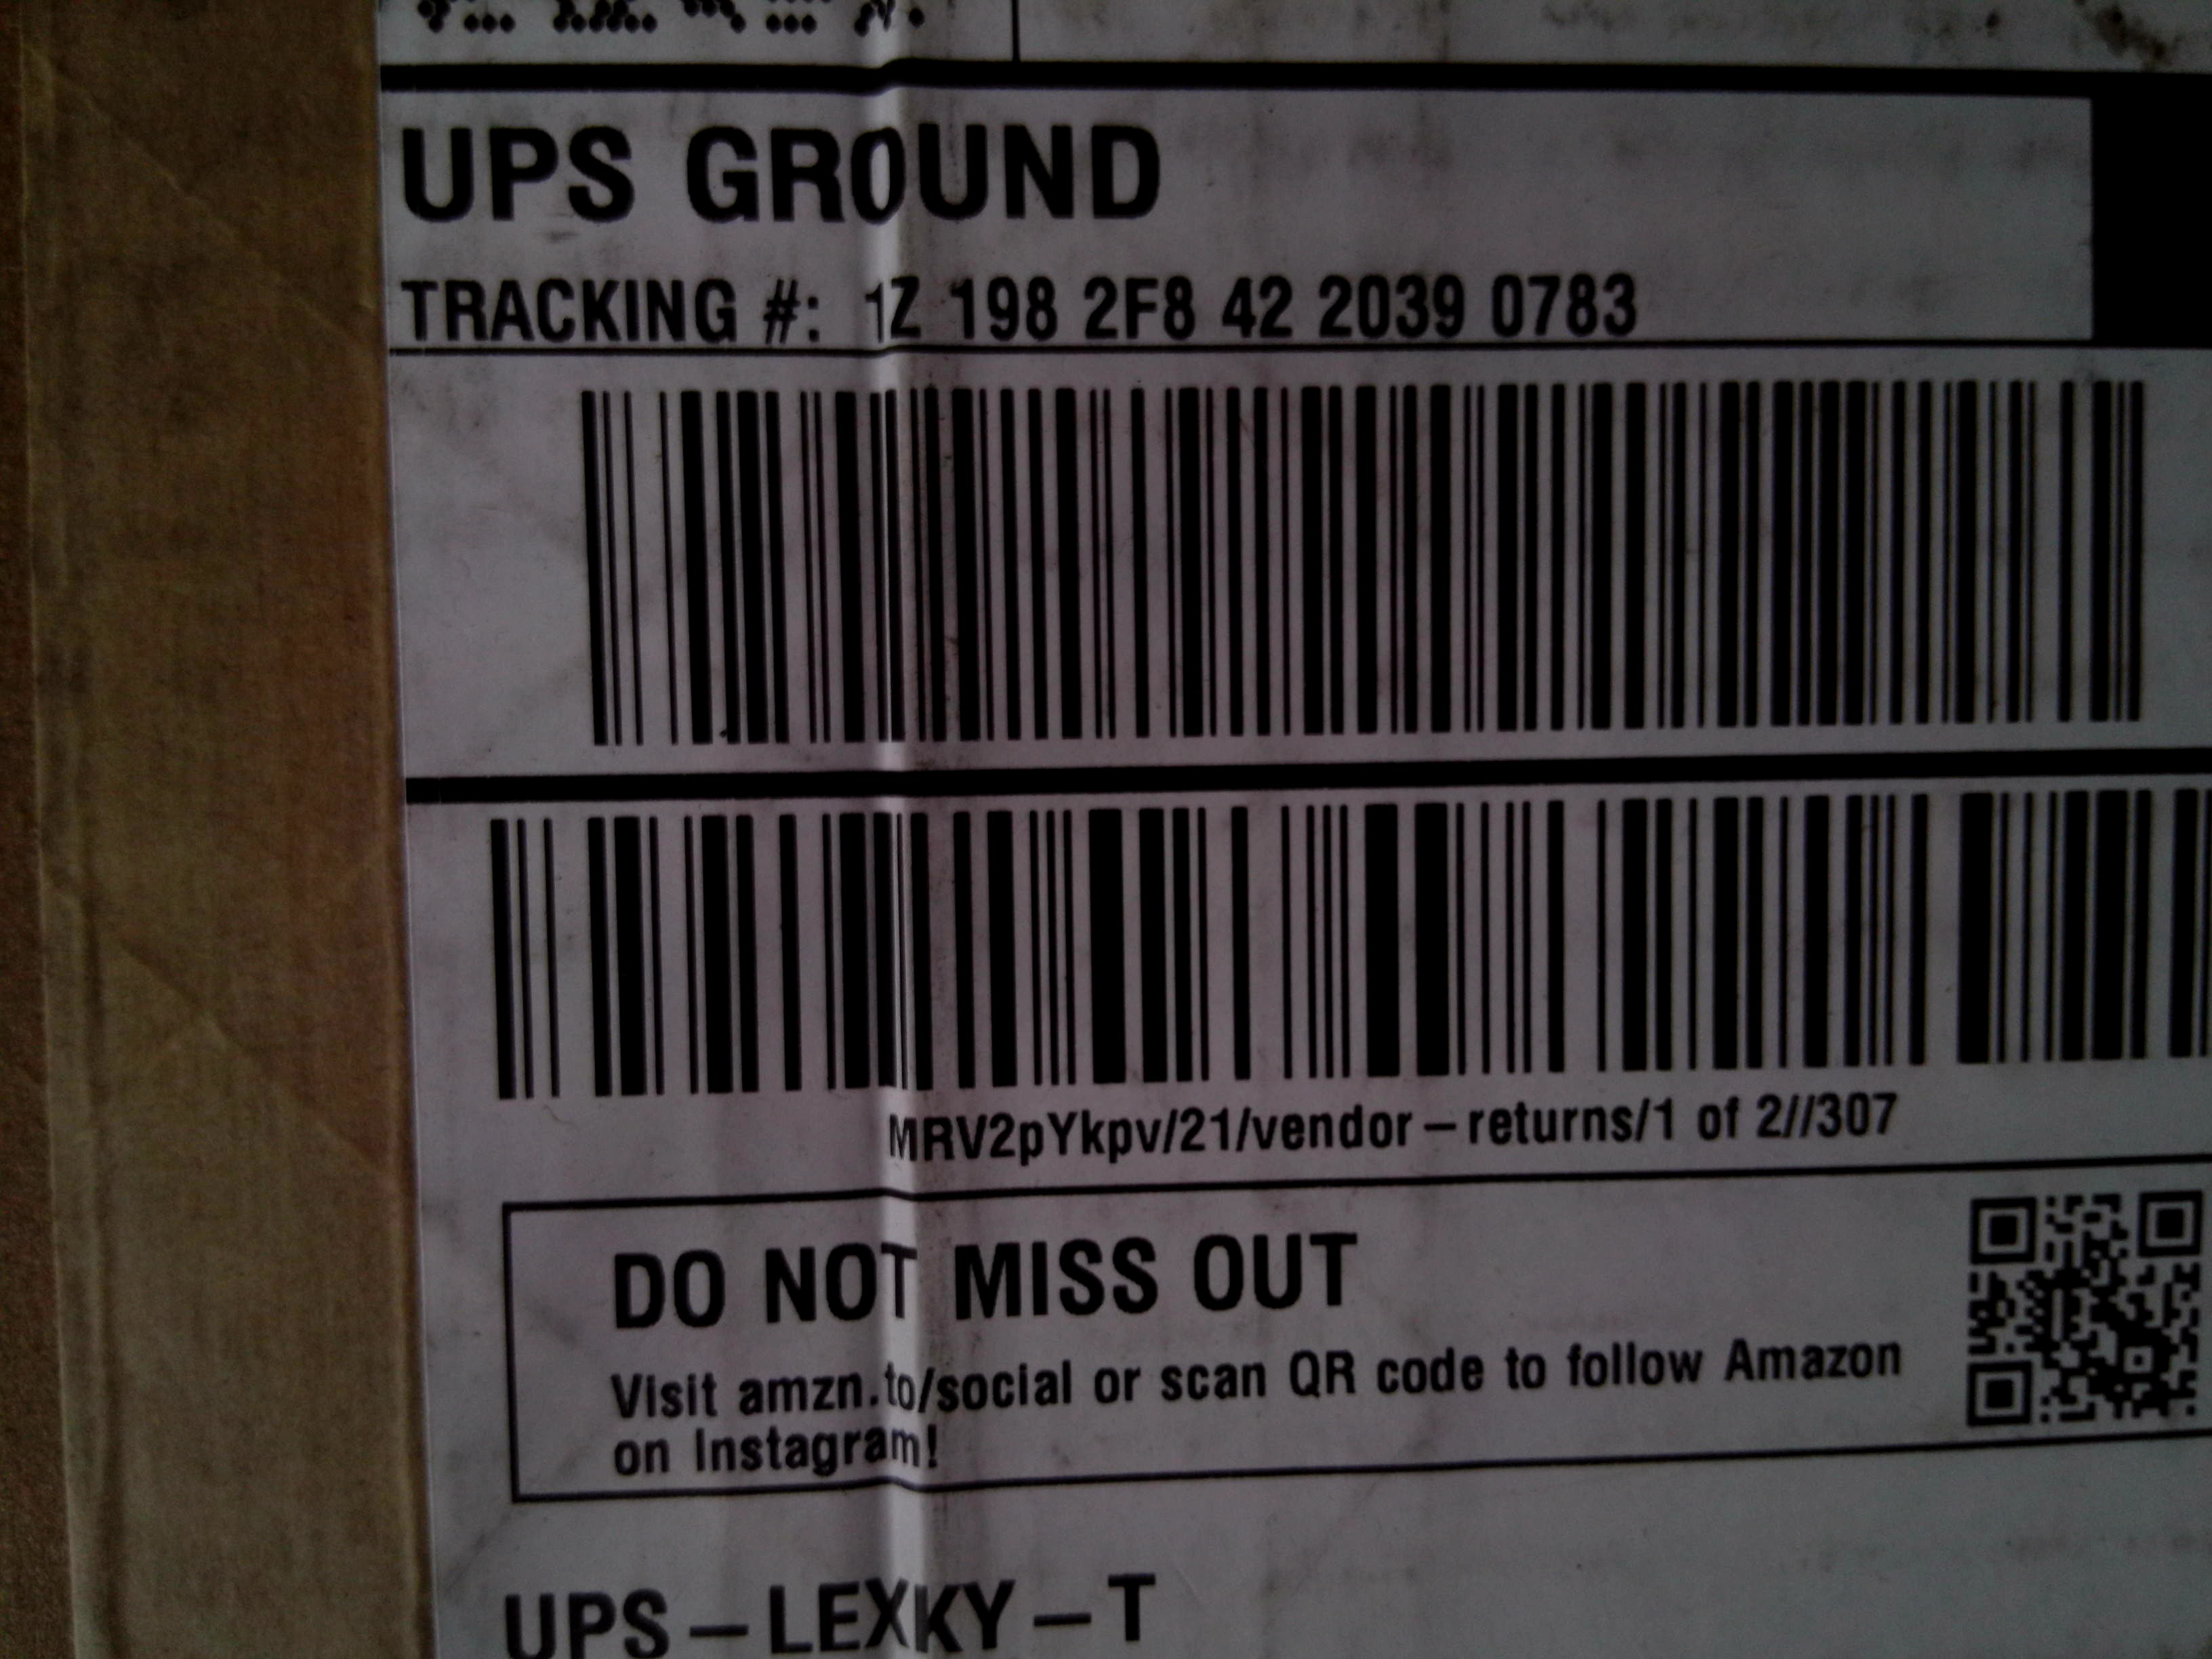 UPS GROUND
TRACKING #: 1Z 198 2F8 42 2039 0783
MRV2pYkpv/21/vendor-returns/1 of 2//307
DO NOT MISS OUT
Visit amzn.to/social or scan QR code to follow Amazon
on Instagram!
UPS-LEXKY-T